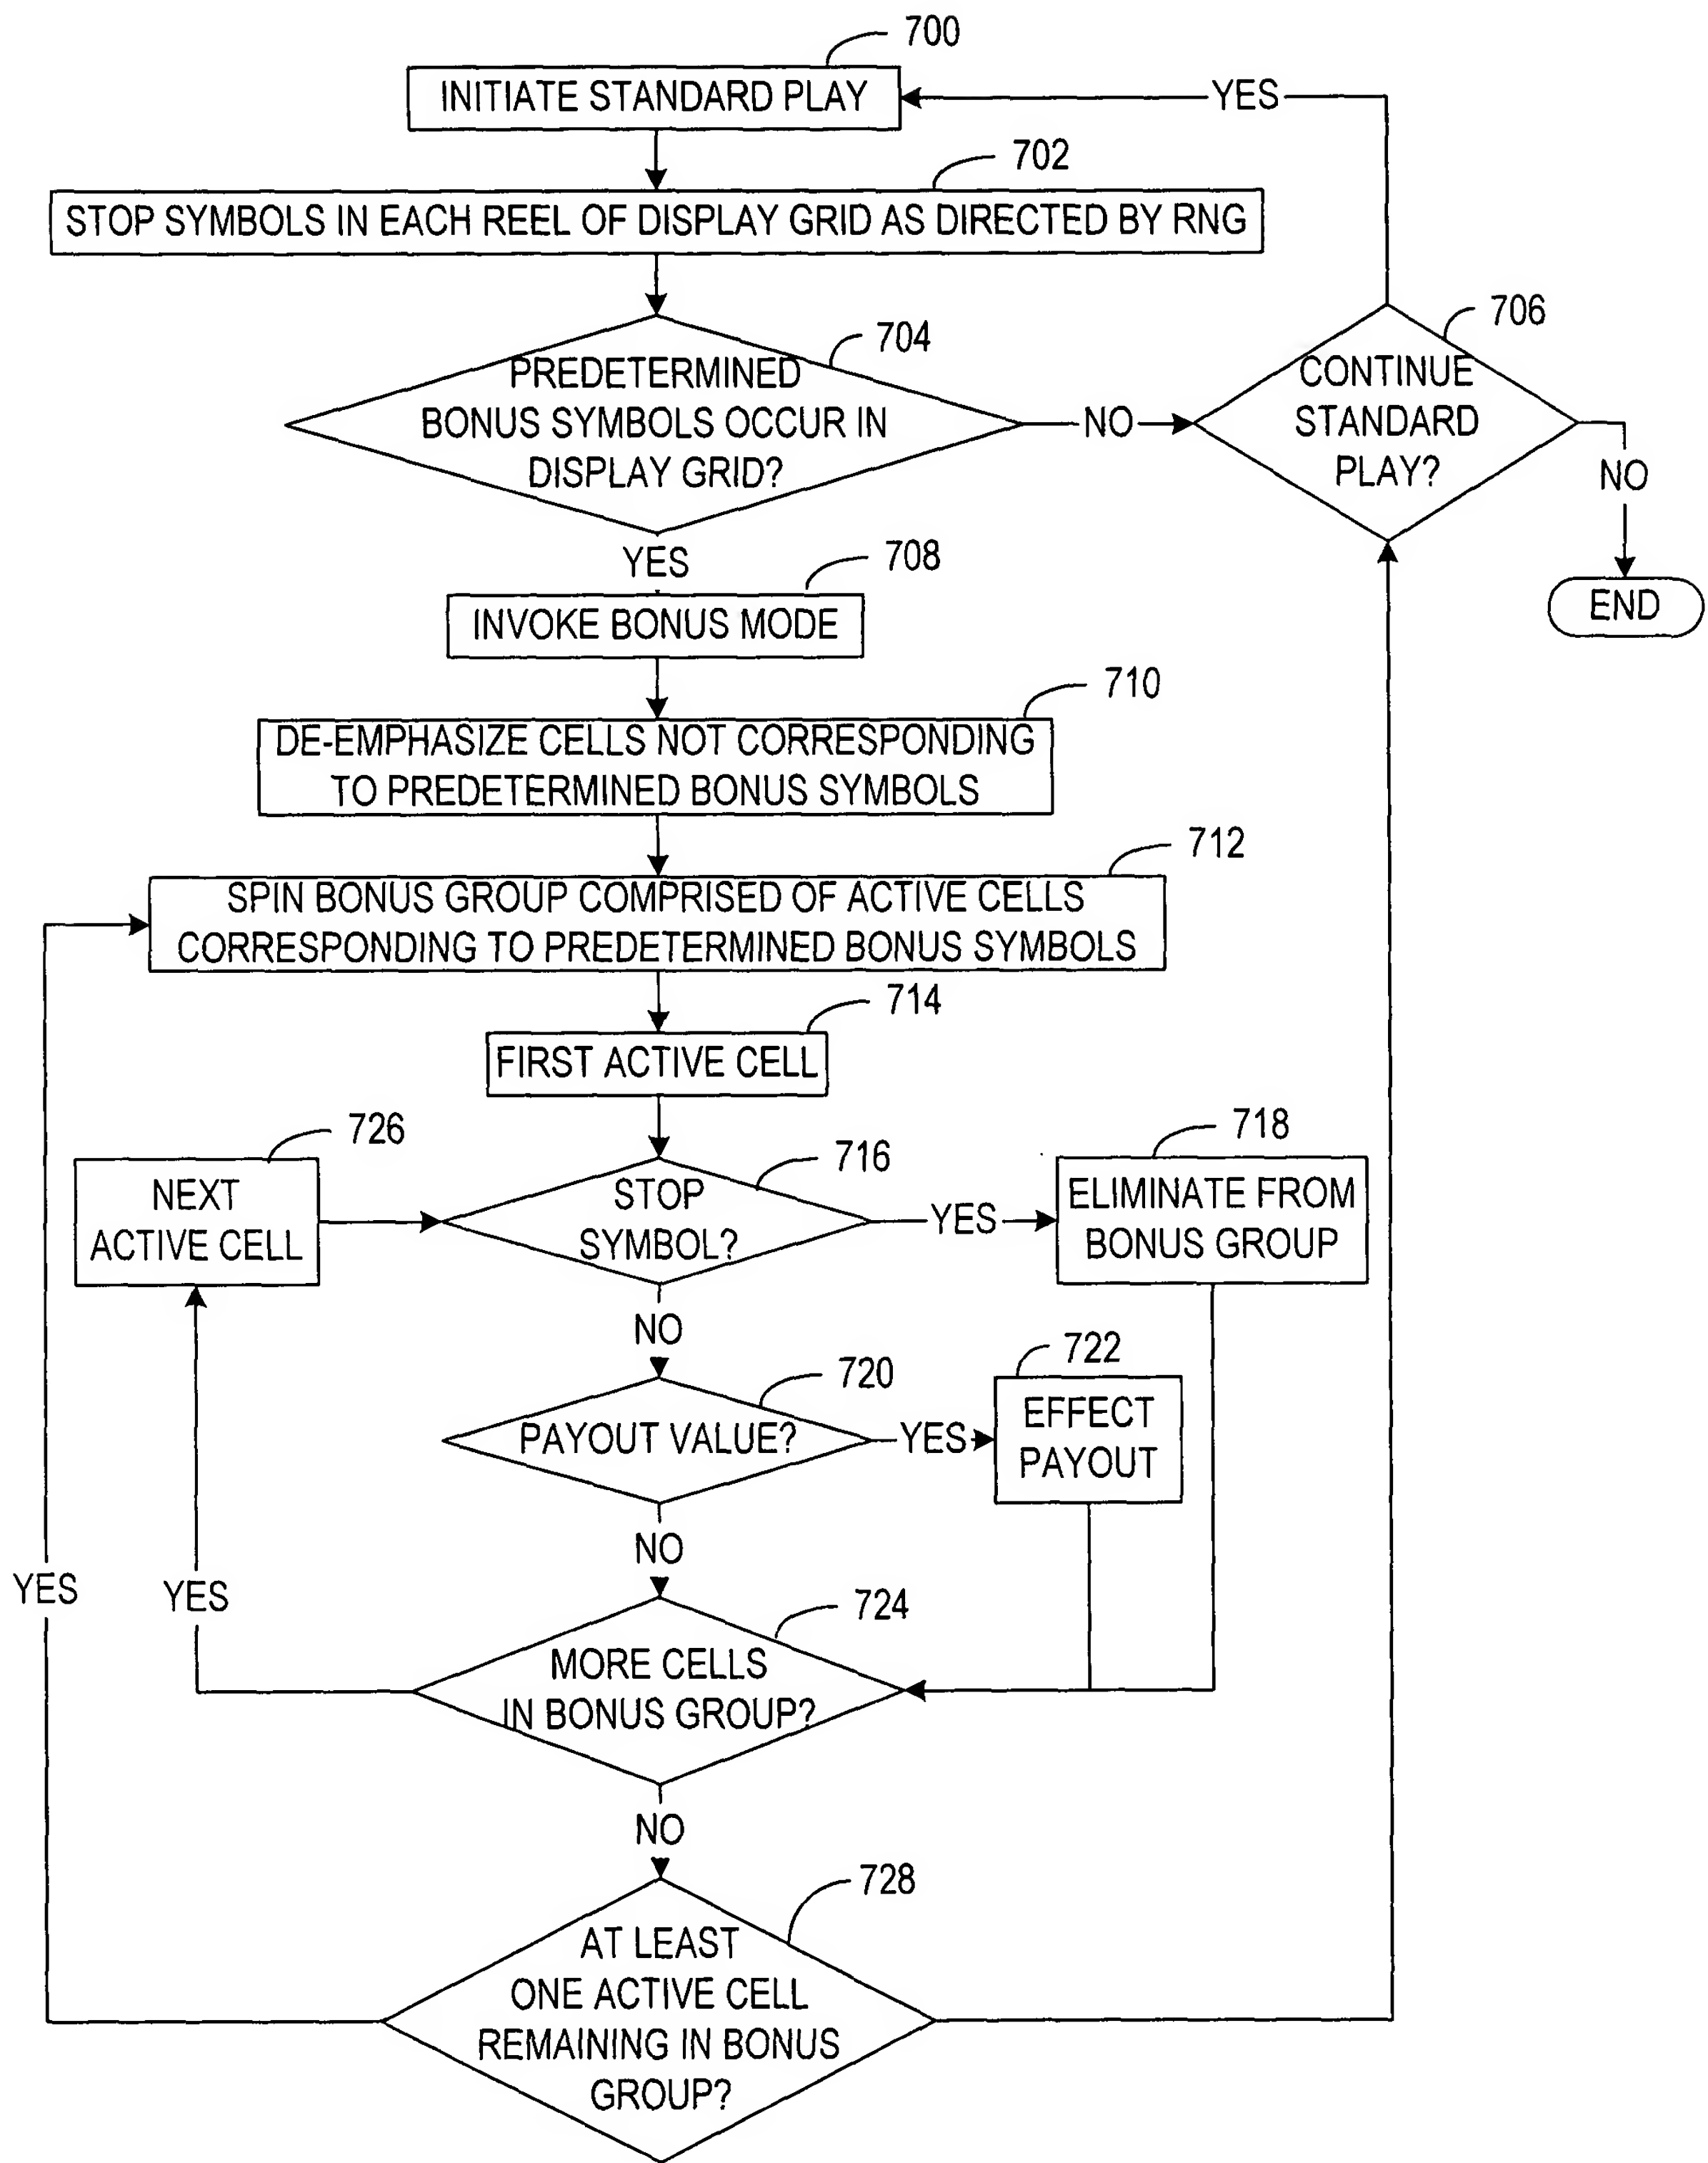 700
INITIATE STANDARD PLAY
YES
702
STOP SYMBOLS IN EACH REEL OF DISPLAY GRID AS DIRECTED BY RNG
704
PREDETERMINED
BONUS SYMBOLS OCCUR IN
DISPLAY GRID?
NO
706
CONTINUE
STANDARD
PLAY?
NO
END
YES
708
INVOKE BONUS MODE
710
DE-EMPHASIZE CELLS NOT CORRESPONDING
TO PREDETERMINED BONUS SYMBOLS
712
SPIN BONUS GROUP COMPRISED OF ACTIVE CELLS
CORRESPONDING TO PREDETERMINED BONUS SYMBOLS
714
FIRST ACTIVE CELL
726
NEXT
ACTIVE CELL
716
STOP
SYMBOL?
YES
718
ELIMINATE FROM
BONUS GROUP
NO
720
PAYOUT VALUE?
YES
722
EFFECT
PAYOUT
NO
YES
YES
724
MORE CELLS
IN BONUS GROUP?
NO
728
AT LEAST
ONE ACTIVE CELL
REMAINING IN BONUS
GROUP?